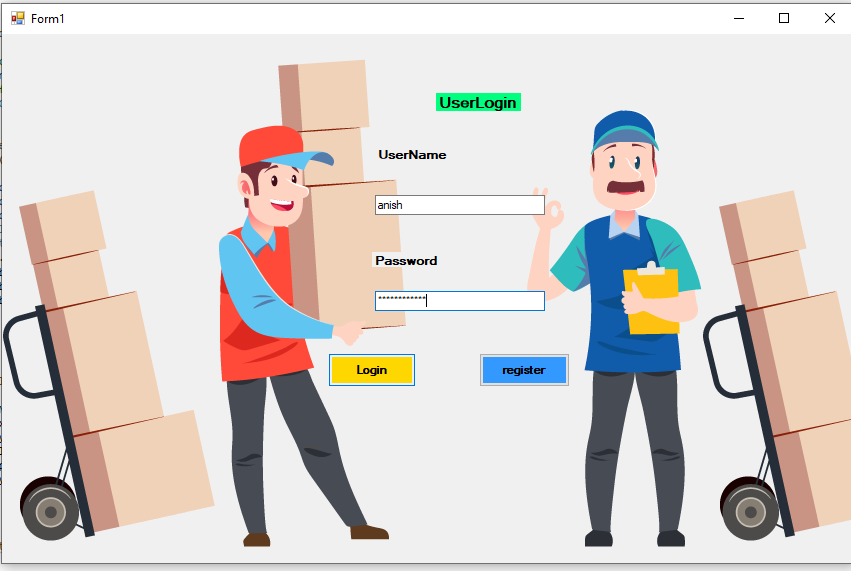 Form1
UserLogin
UserName
anish
Password
************
Login
register